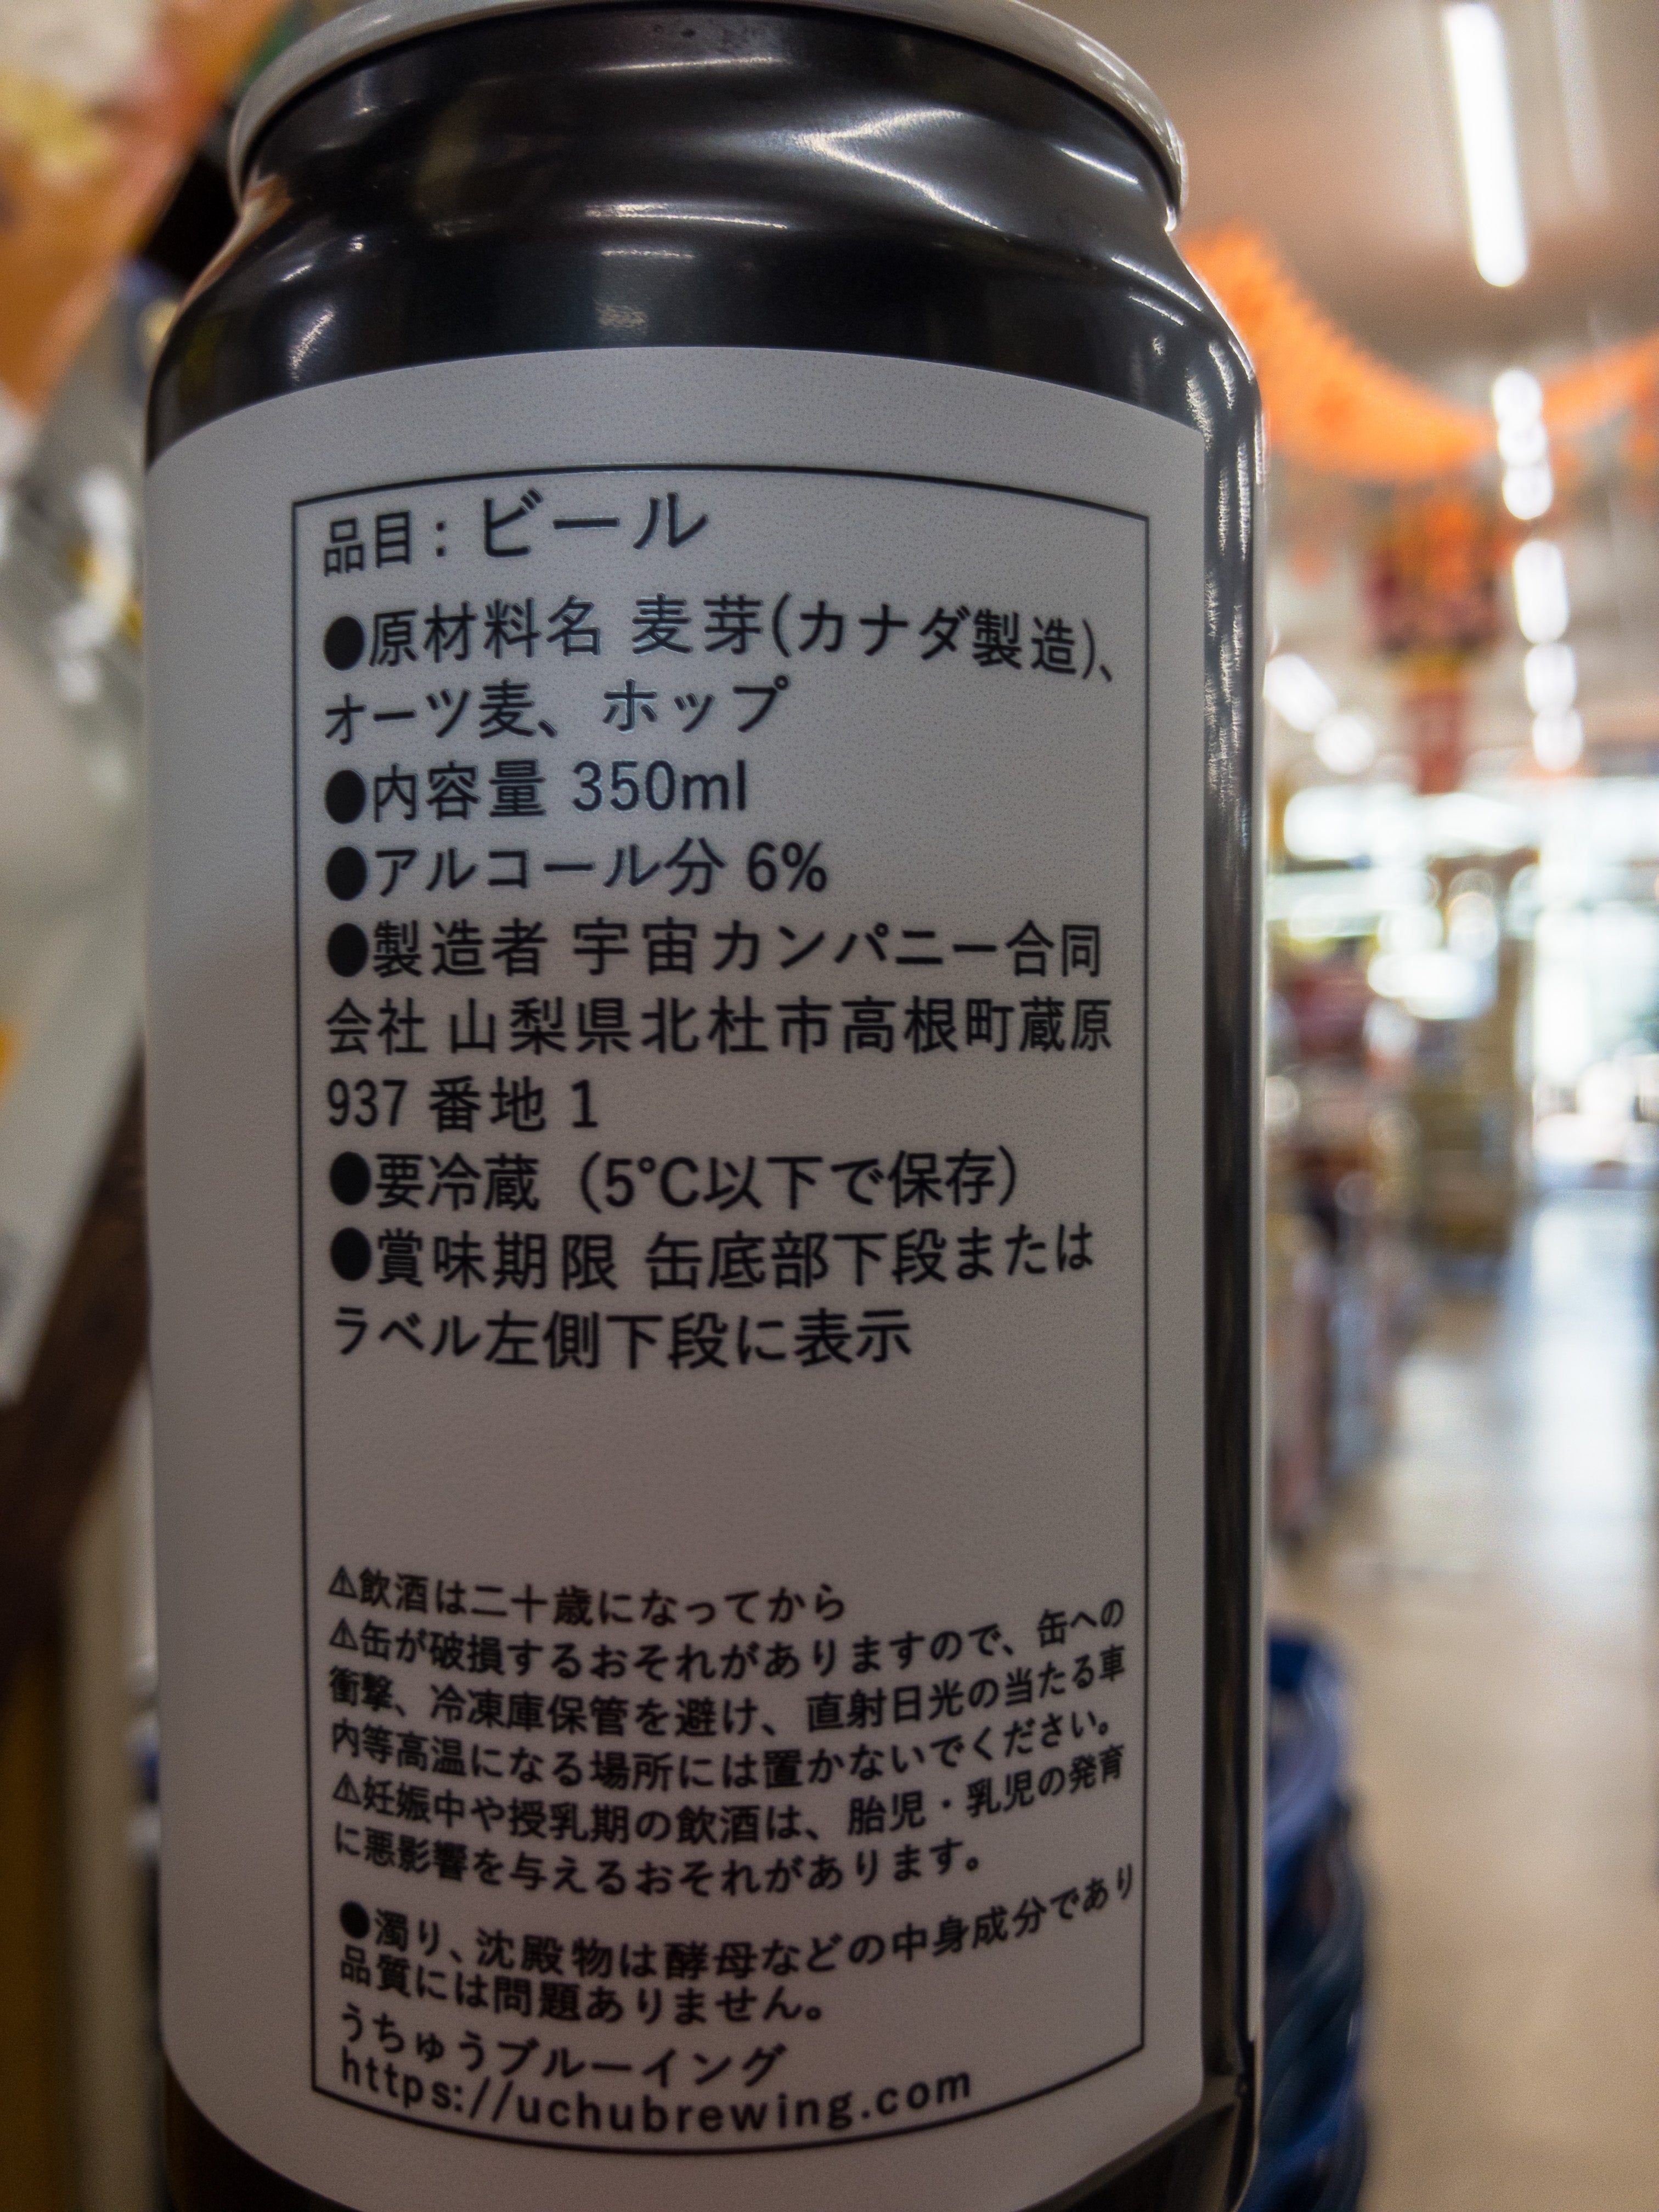 品目：ビール
●原材料名 麦芽(カナダ製造)、
オーツ麦、ホップ
●内容量 350ml
●アルコール分 6%
●製造者 宇宙カンパニー合同
会社 山梨県北杜市高根町蔵原
937 番地 1
●要冷蔵（5℃以下で保存）
●賞味期限 缶底部下段または
ラベル左側下段に表示
⚠飲酒は二十歳になってから
⚠缶が破損するおそれがありますので、缶への
衝撃、冷凍庫保管を避け、直射日光の当たる車
内等高温になる場所には置かないでください。
⚠妊娠中や授乳期の飲酒は、胎児・乳児の発育
に悪影響を与えるおそれがあります。
●濁り、沈殿物は酵母などの中身成分であり
品質には問題ありません。
うちゅうブルーイング
https://uchubrewing.com